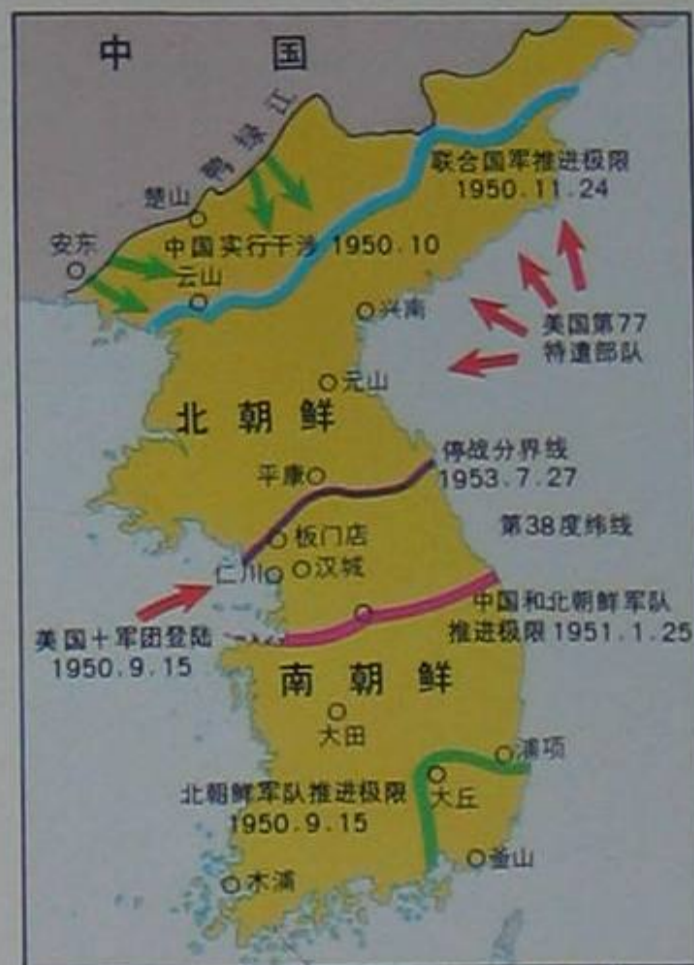 中 国
鸭绿江
联合国军推进极限
1950.11.24
楚山
安东
中国实行干涉 1950.10
云山
兴南
美国第77
特遣部队
元山
北朝鲜
停战分界线
1953.7.27
平康
第38度纬线
板门店
仁川
汉城
中国和北朝鲜军队
推进极限 1951.1.25
美国十军团登陆
1950.9.15
南朝鲜
大田
浦项
北朝鲜军队推进极限
1950.9.15
大丘
釜山
木浦